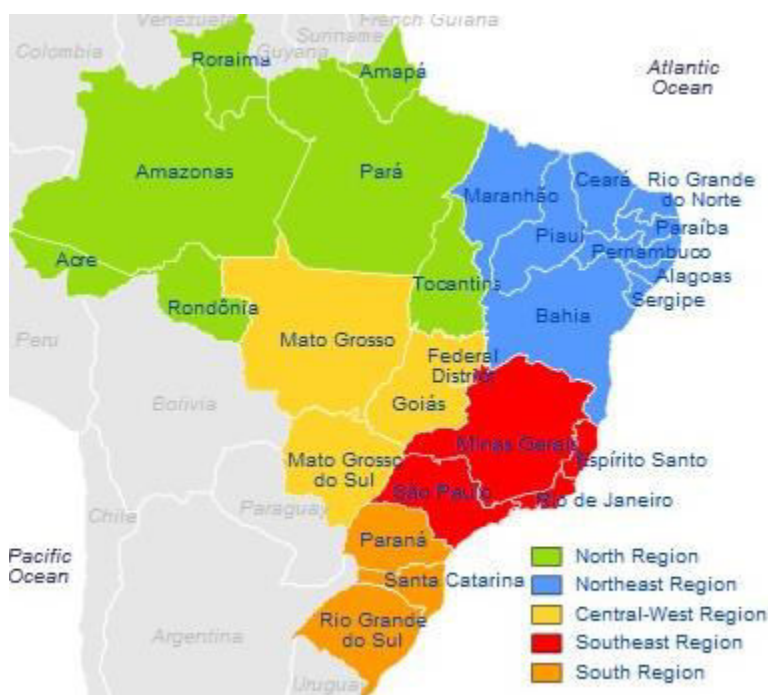 Venezuela
Suriname
French Guiana
Colombia
Guyana
Roraima
Amapá
Atlantic
Ocean
Amazonas
Pará
Maranhão
Ceará
Rio Grande
do Norte
Piauí
Paraíba
Pernambuco
Acre
Rondônia
Tocantins
Alagoas
Sergipe
Bahia
Peru
Mato Grosso
Federal
District
Bolivia
Goiás
Minas Gerais
Espírito Santo
Mato Grosso
do Sul
São Paulo
Rio de Janeiro
Paraguay
Chile
Paraná
Pacific
Ocean
Santa Catarina
Rio Grande
do Sul
Argentina
Uruguay
North Region
Northeast Region
Central-West Region
Southeast Region
South Region